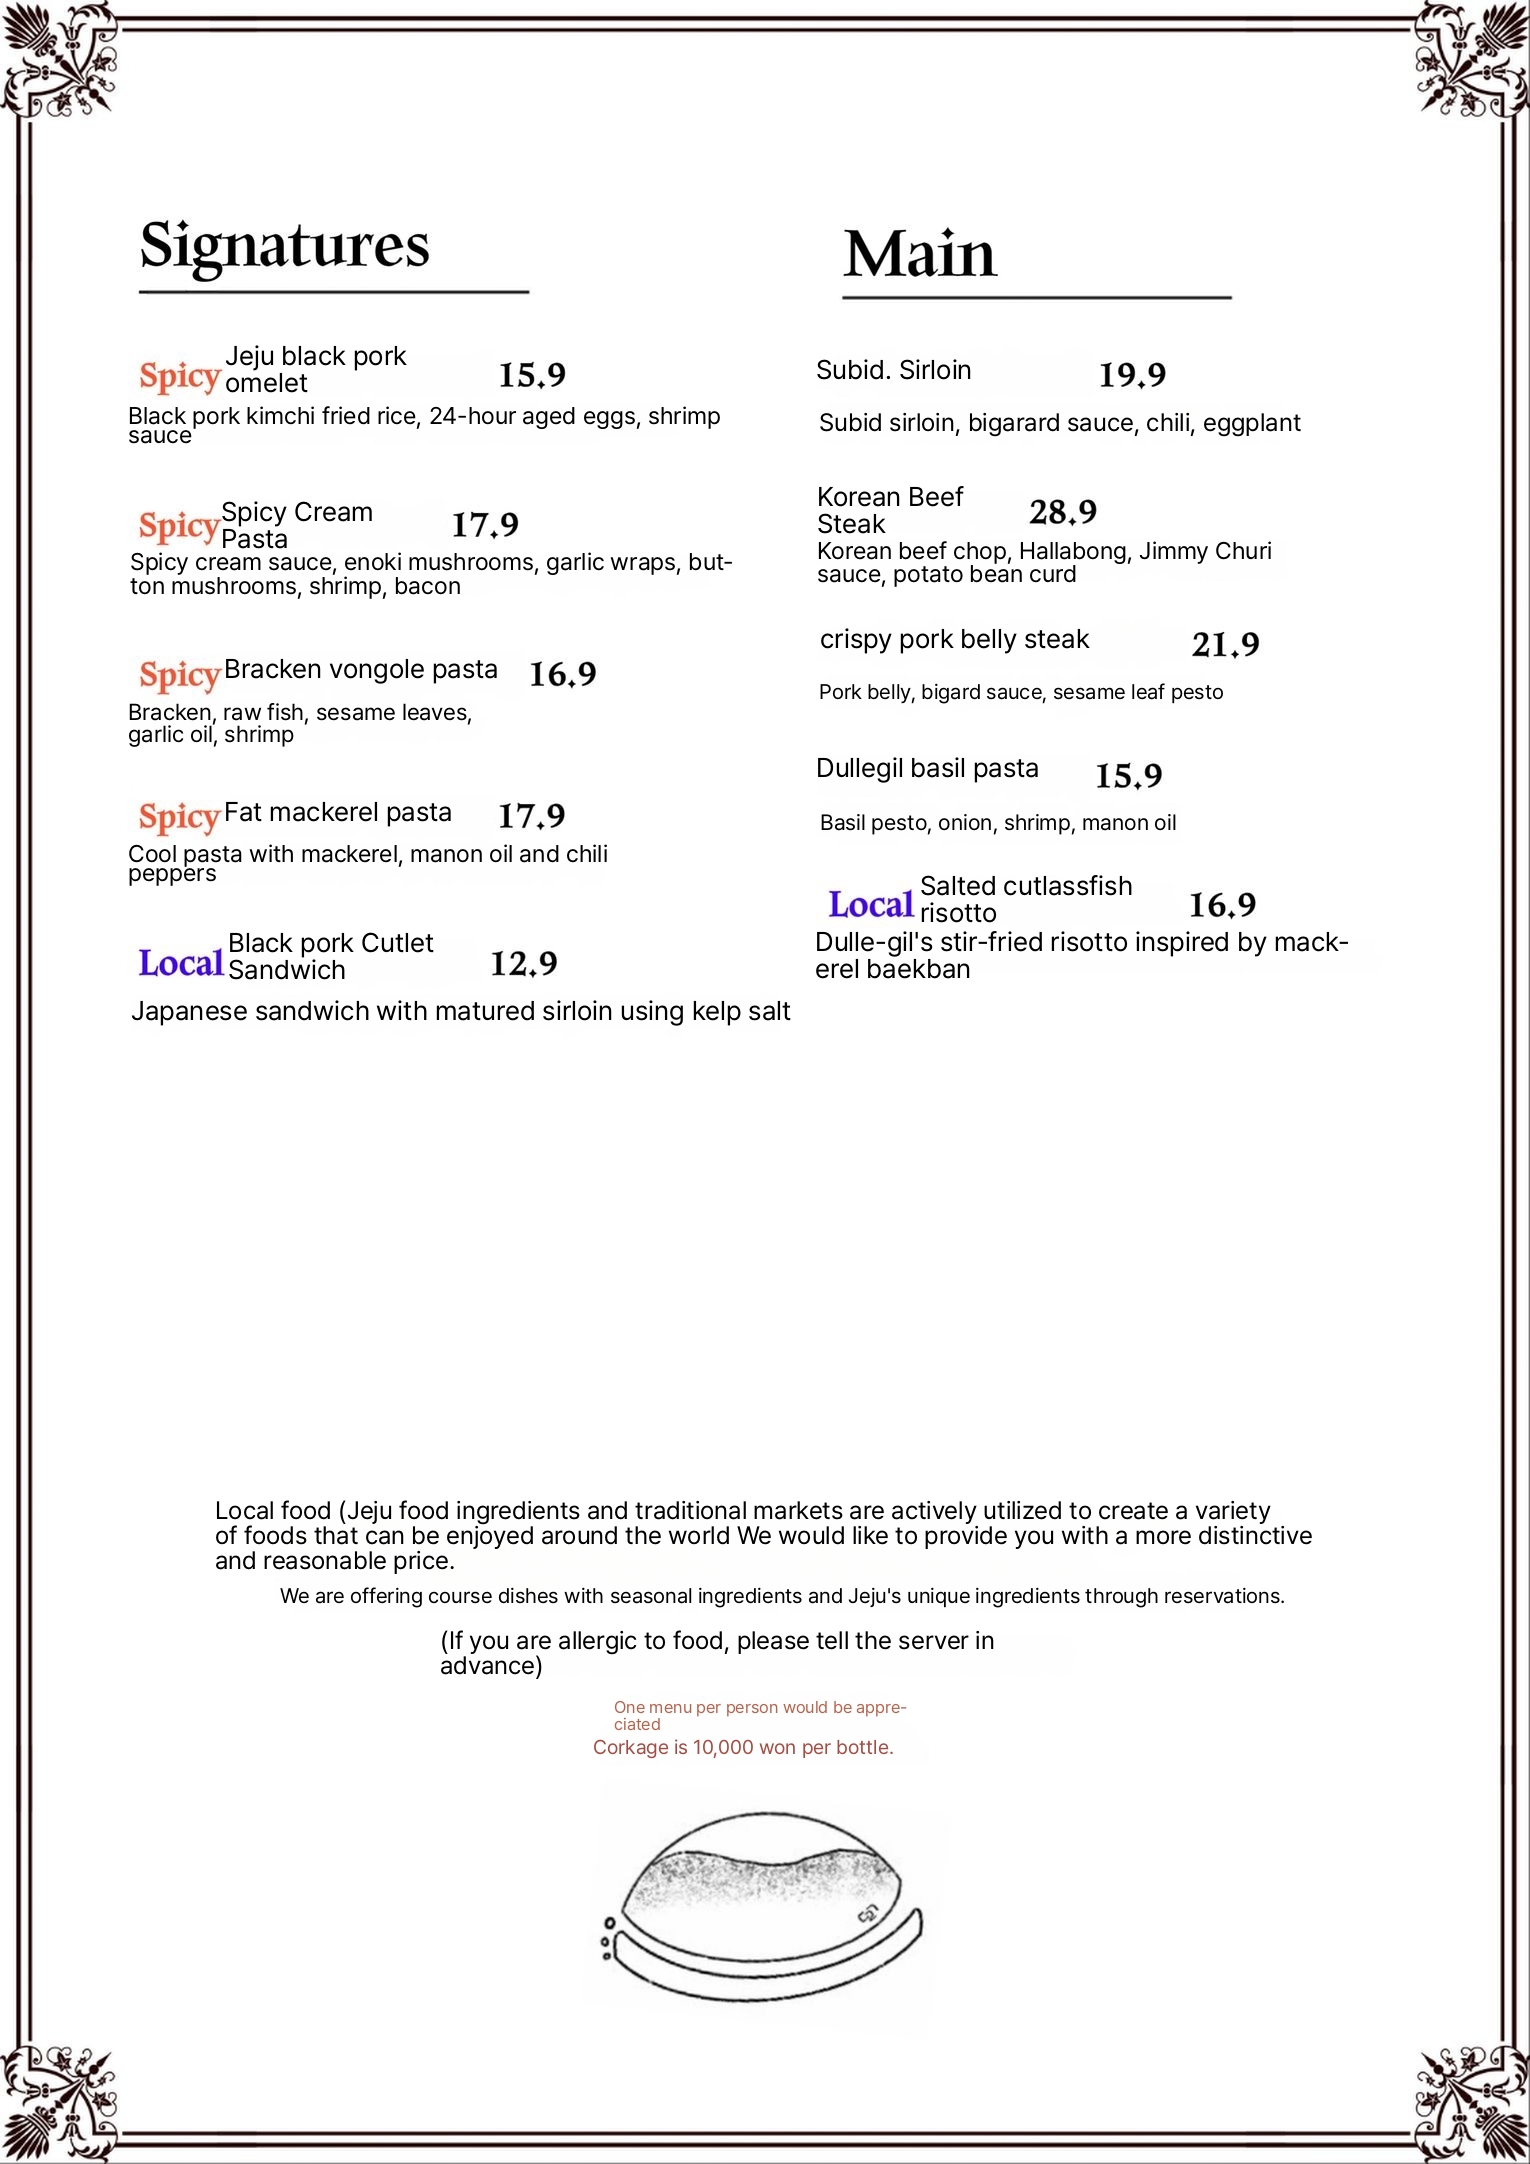 Signatures
Spicy Jeju black pork
omelet 15.9
Black pork kimchi fried rice, 24-hour aged eggs, shrimp
sauce
Spicy Spicy Cream
Pasta 17.9
Spicy cream sauce, enoki mushrooms, garlic wraps, but-
ton mushrooms, shrimp, bacon
Spicy Bracken vongole pasta 16.9
Bracken, raw fish, sesame leaves,
garlic oil, shrimp
Spicy Fat mackerel pasta 17.9
Cool pasta with mackerel, manon oil and chili
peppers
Local Black pork Cutlet
Sandwich 12.9
Japanese sandwich with matured sirloin using kelp salt
Main
Subid. Sirloin 19.9
Subid sirloin, bigarard sauce, chili, eggplant
Korean Beef
Steak 28.9
Korean beef chop, Hallabong, Jimmy Churi
sauce, potato bean curd
crispy pork belly steak 21.9
Pork belly, bigard sauce, sesame leaf pesto
Dullegil basil pasta 15.9
Basil pesto, onion, shrimp, manon oil
Local Salted cutlassfish
risotto 16.9
Dulle-gil's stir-fried risotto inspired by mack-
erel baekban
Local food (Jeju food ingredients and traditional markets are actively utilized to create a variety
of foods that can be enjoyed around the world We would like to provide you with a more distinctive
and reasonable price.
We are offering course dishes with seasonal ingredients and Jeju's unique ingredients through reservations.
(If you are allergic to food, please tell the server in
advance)
One menu per person would be appre-
ciated
Corkage is 10,000 won per bottle.